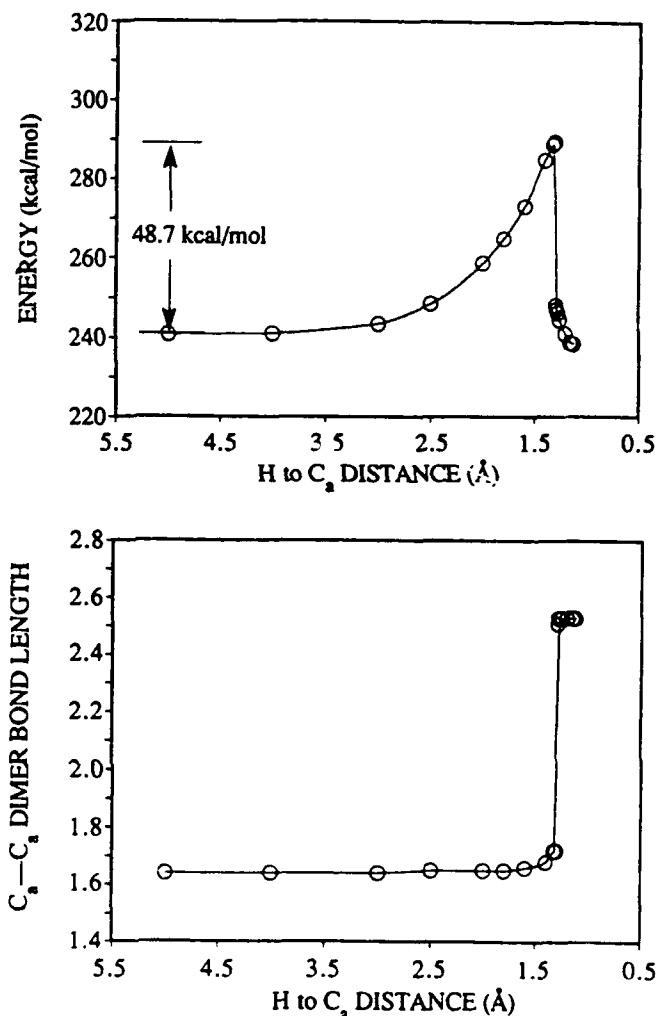 320
300
280
260
240
220
ENERGY (kcal/mol)
48.7 kcal/mol
5.5 4.5 3 5 2.5 1.5 0.5
H to Ca DISTANCE (Å)
2.8
2.6
2.4
2.2
2.0
1.8
1.6
1.4
Ca—Ca DIMER BOND LENGTH
5.5 4.5 3.5 2.5 1.5 0.5
H to Ca DISTANCE (Å)